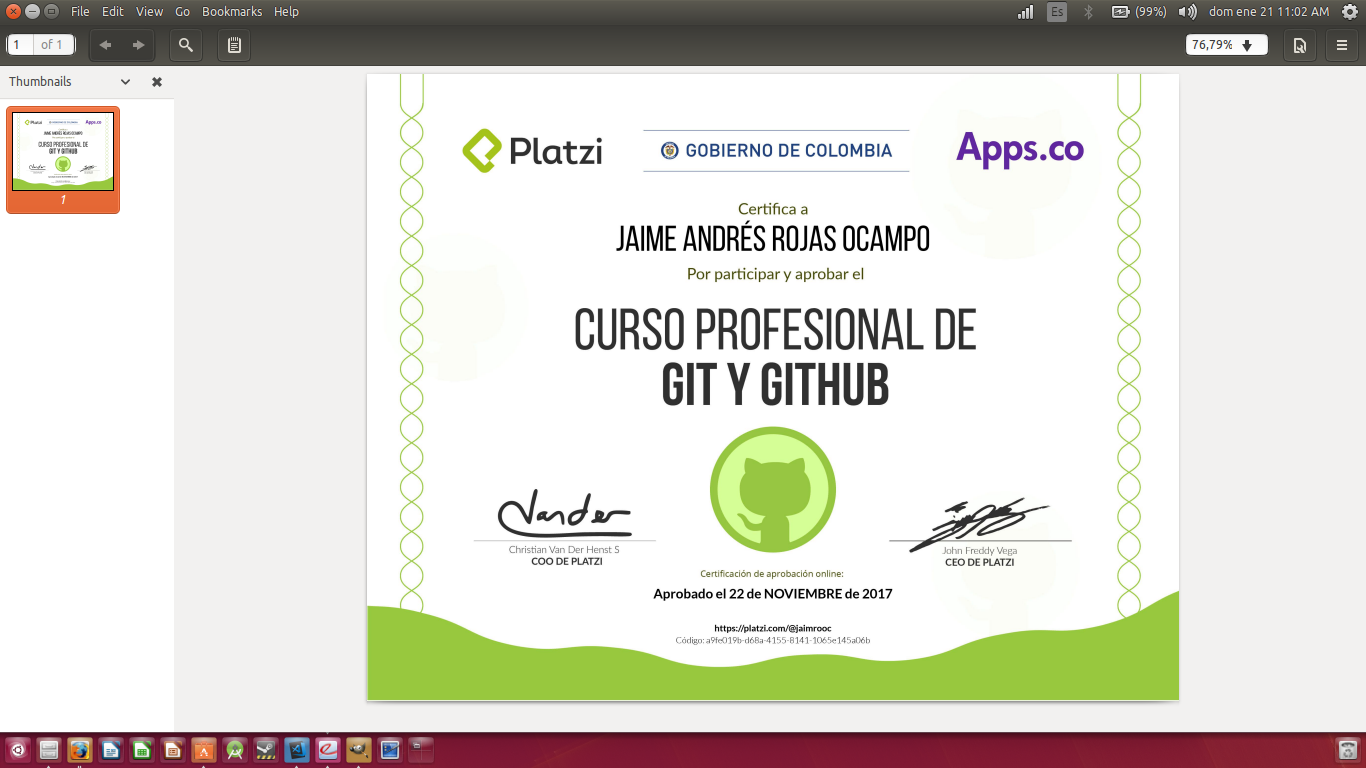 File Edit View Go Bookmarks Help
Es (99%) dom ene 21 11:02 AM
1 of 1
76,79%
Thumbnails
1
Platzi
GOBIERNO DE COLOMBIA
Apps.co
Certifica a
JAIME ANDRÉS ROJAS OCAMPO
Por participar y aprobar el
CURSO PROFESIONAL DE
GIT Y GITHUB
Vander
Christian Van Der Henst S
COO DE PLATZI
John Freddy Vega
CEO DE PLATZI
Certificación de aprobación online:
Aprobado el 22 de NOVIEMBRE de 2017
https://platzi.com/@jaimrooc
Código: a9fe019b-d68a-4155-8141-1065e145a06b